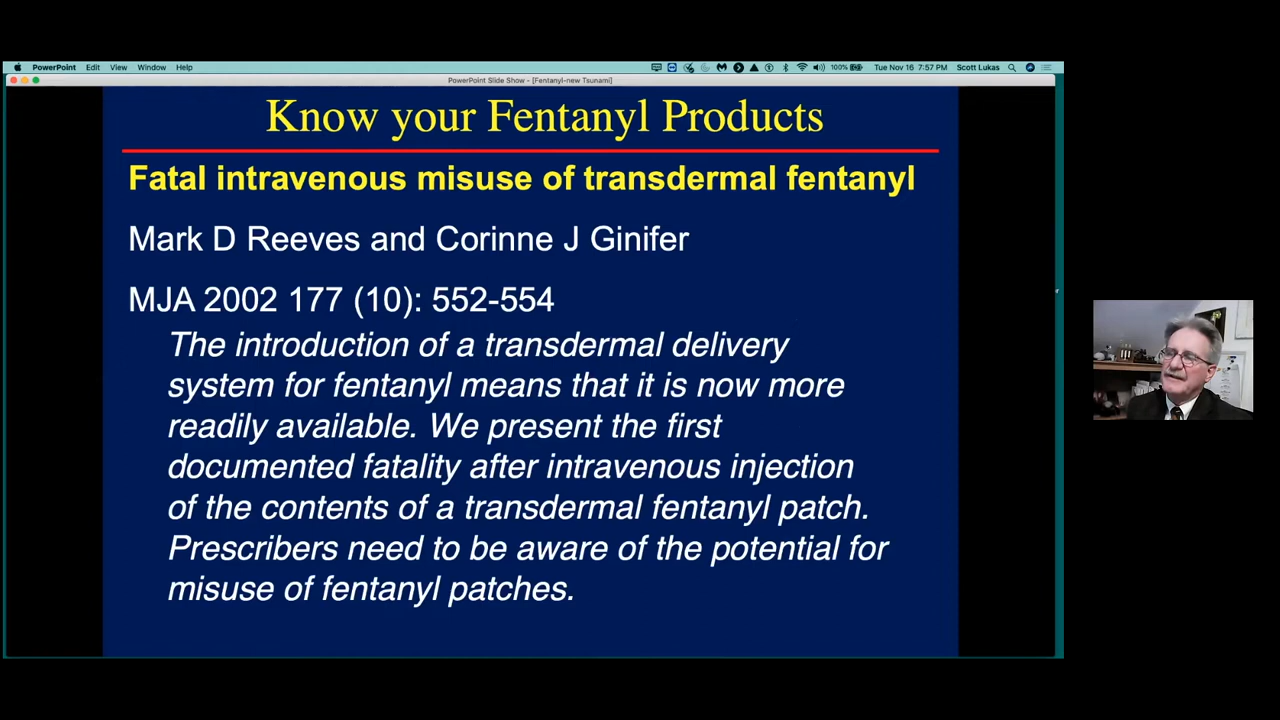 PowerPoint Edit View Window Help 100% Tue Nov 16 7:57 PM Scott Lukas
PowerPoint Slide Show - [Fentanyl-new Tsunami]
Know your Fentanyl Products
Fatal intravenous misuse of transdermal fentanyl
Mark D Reeves and Corinne J Ginifer
MJA 2002 177 (10): 552-554
The introduction of a transdermal delivery
system for fentanyl means that it is now more
readily available. We present the first
documented fatality after intravenous injection
of the contents of a transdermal fentanyl patch.
Prescribers need to be aware of the potential for
misuse of fentanyl patches.